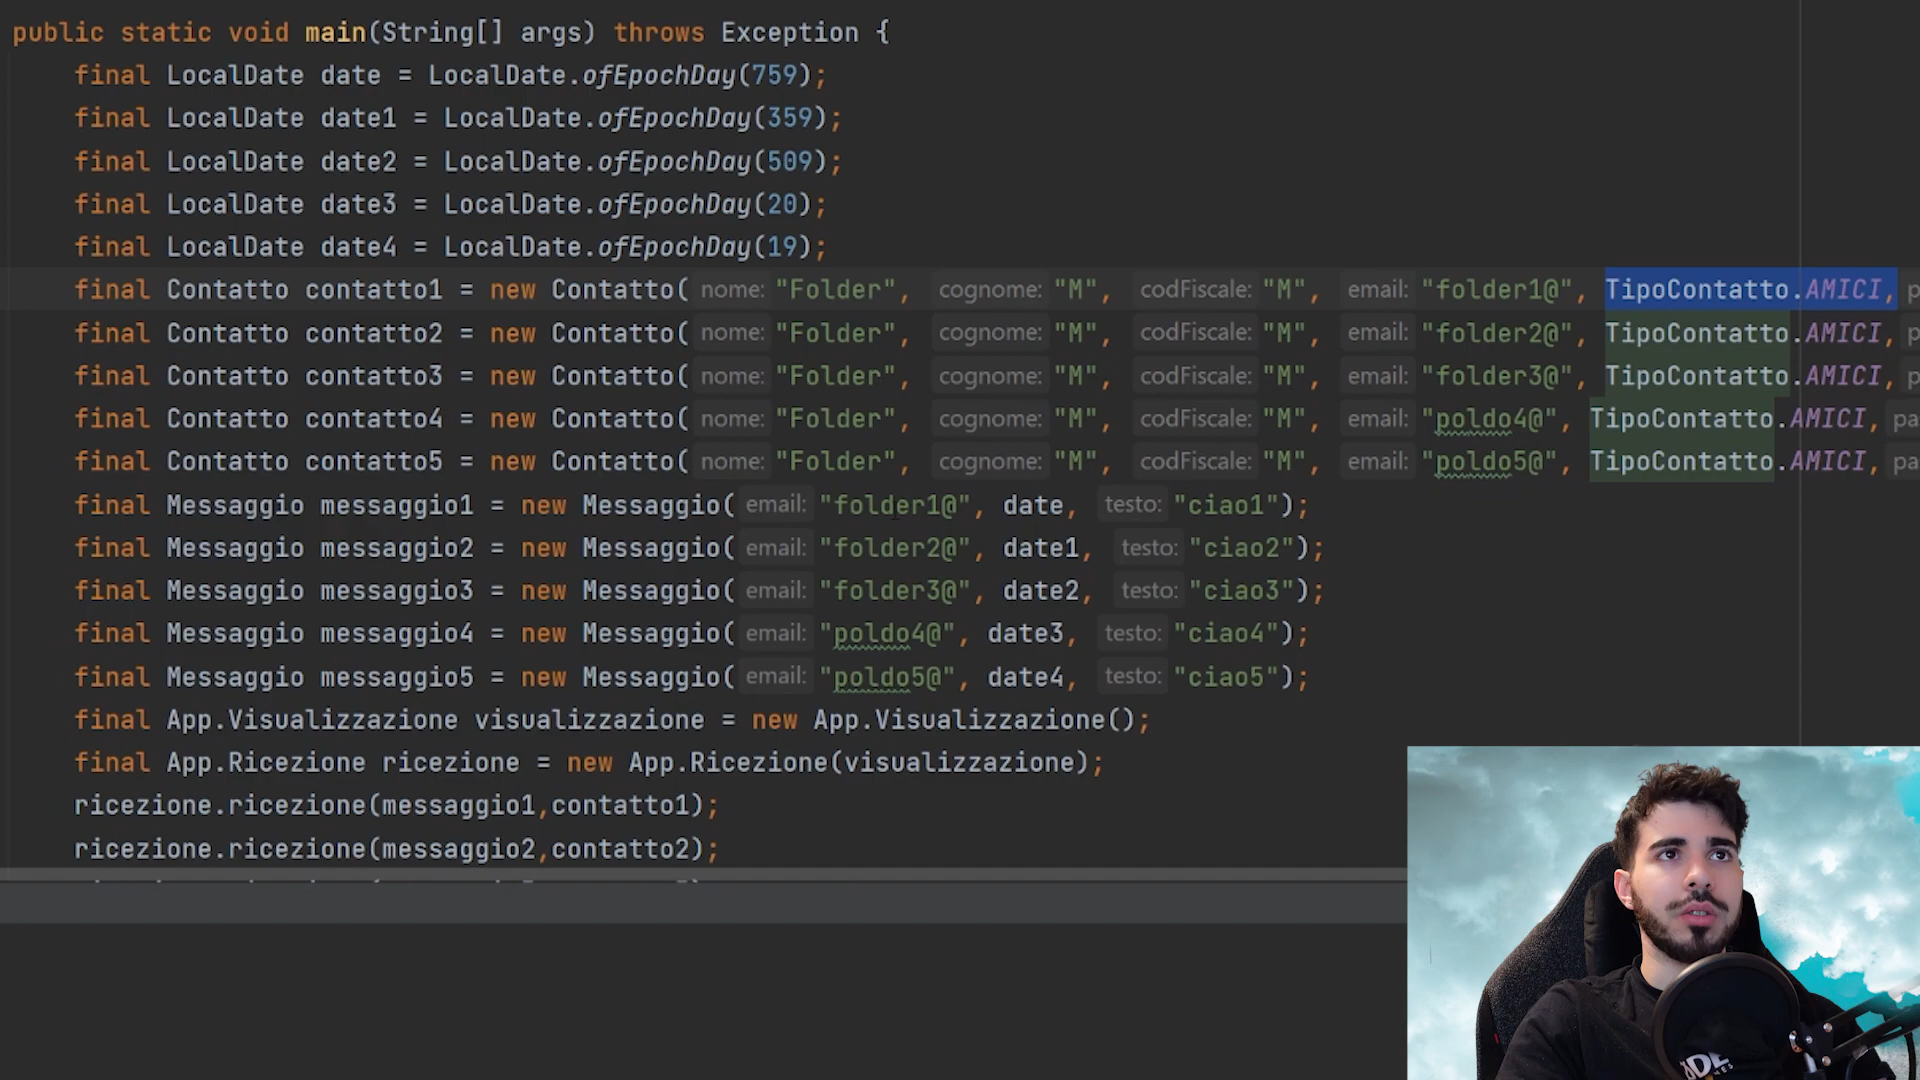 public static void main(String[] args) throws Exception {
final LocalDate date = LocalDate.ofEpochDay(759);
final LocalDate date1 = LocalDate.ofEpochDay(359);
final LocalDate date2 = LocalDate.ofEpochDay(509);
final LocalDate date3 = LocalDate.ofEpochDay(20);
final LocalDate date4 = LocalDate.ofEpochDay(19);
final Contatto contatto1 = new Contatto( nome: "Folder", cognome: "M", codFiscale: "M", email: "folder1@", TipoContatto.AMICI, p
final Contatto contatto2 = new Contatto( nome: "Folder", cognome: "M", codFiscale: "M", email: "folder2@", TipoContatto.AMICI, p
final Contatto contatto3 = new Contatto( nome: "Folder", cognome: "M", codFiscale: "M", email: "folder3@", TipoContatto.AMICI, p
final Contatto contatto4 = new Contatto( nome: "Folder", cognome: "M", codFiscale: "M", email: "poldo4@", TipoContatto.AMICI, pa
final Contatto contatto5 = new Contatto( nome: "Folder", cognome: "M", codFiscale: "M", email: "poldo5@", TipoContatto.AMICI, pa
final Messaggio messaggio1 = new Messaggio( email: "folder1@", date, testo: "ciao1");
final Messaggio messaggio2 = new Messaggio( email: "folder2@", date1, testo: "ciao2");
final Messaggio messaggio3 = new Messaggio( email: "folder3@", date2, testo: "ciao3");
final Messaggio messaggio4 = new Messaggio( email: "poldo4@", date3, testo: "ciao4");
final Messaggio messaggio5 = new Messaggio( email: "poldo5@", date4, testo: "ciao5");
final App.Visualizzazione visualizzazione = new App.Visualizzazione();
final App.Ricezione ricezione = new App.Ricezione(visualizzazione);
ricezione.ricezione(messaggio1,contatto1);
ricezione.ricezione(messaggio2,contatto2);